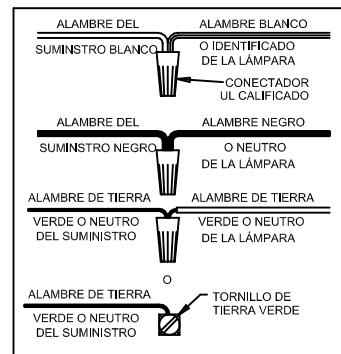 ALAMBRE DEL
SUMINISTRO BLANCO
ALAMBRE BLANCO
O IDENTIFICADO
DE LA LÁMPARA
CONECTADOR
UL CALIFICADO
ALAMBRE DEL
SUMINISTRO NEGRO
ALAMBRE NEGRO
O NEUTRO
DE LA LÁMPARA
ALAMBRE DE TIERRA
VERDE O NEUTRO
DEL SUMINISTRO
ALAMBRE DE TIERRA
VERDE O NEUTRO
DE LA LÁMPARA
O
ALAMBRE DE TIERRA
VERDE O NEUTRO
DEL SUMINISTRO
TORNILLO DE
TIERRA VERDE